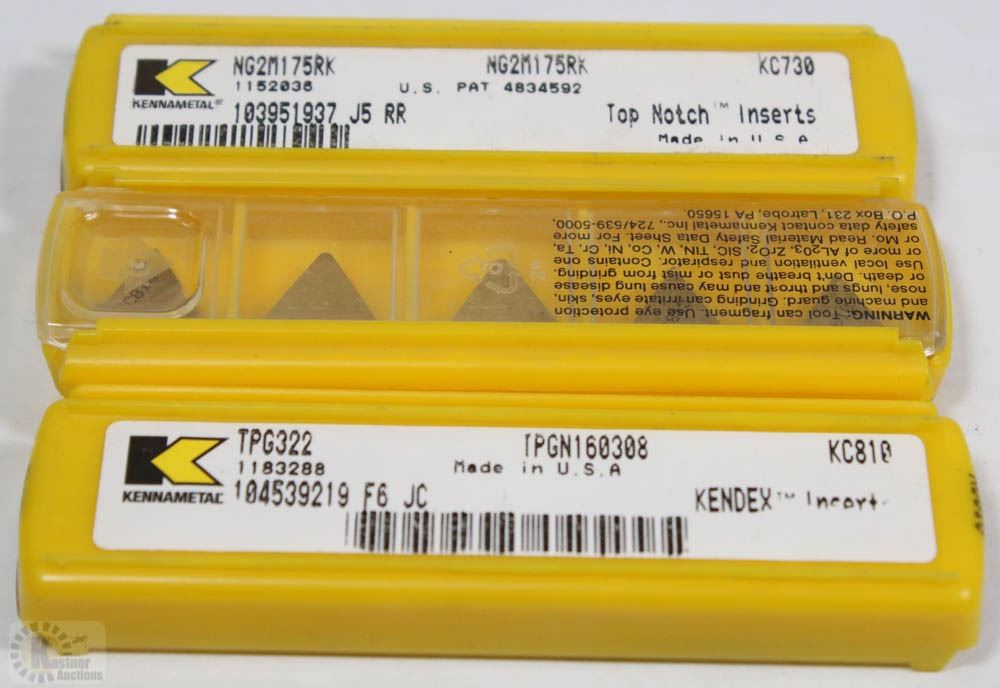 NG2M175RK NG2M175RK KC730
1152036 U.S. PAT 4834592
KENNAMETAL®
103951937 J5 RR Top Notch™ Inserts
Made in U S A
WARNING: Tool can fragment. Use eye protection
and machine guard. Grinding can irritate eyes, skin,
nose, lungs and throat and may cause lung disease
or death. Don't breathe dust or mist from grinding.
Use local ventilation and respirator. Contains one
or more of AL203, ZrO2, SIC, TIN, Co, W, Ni, Cr, Ta,
or Mo. Read Material Safety Data Sheet. For more
safety data contact Kennametal Inc., 724/539-5000,
P.O. Box 231, Latrobe, PA 15650.
TPG322 TPGN160308 KC810
1183288 Made in U.S.A
KENNAMETAL
104539219 F6 JC KENDEX™
Kastner
Auctions